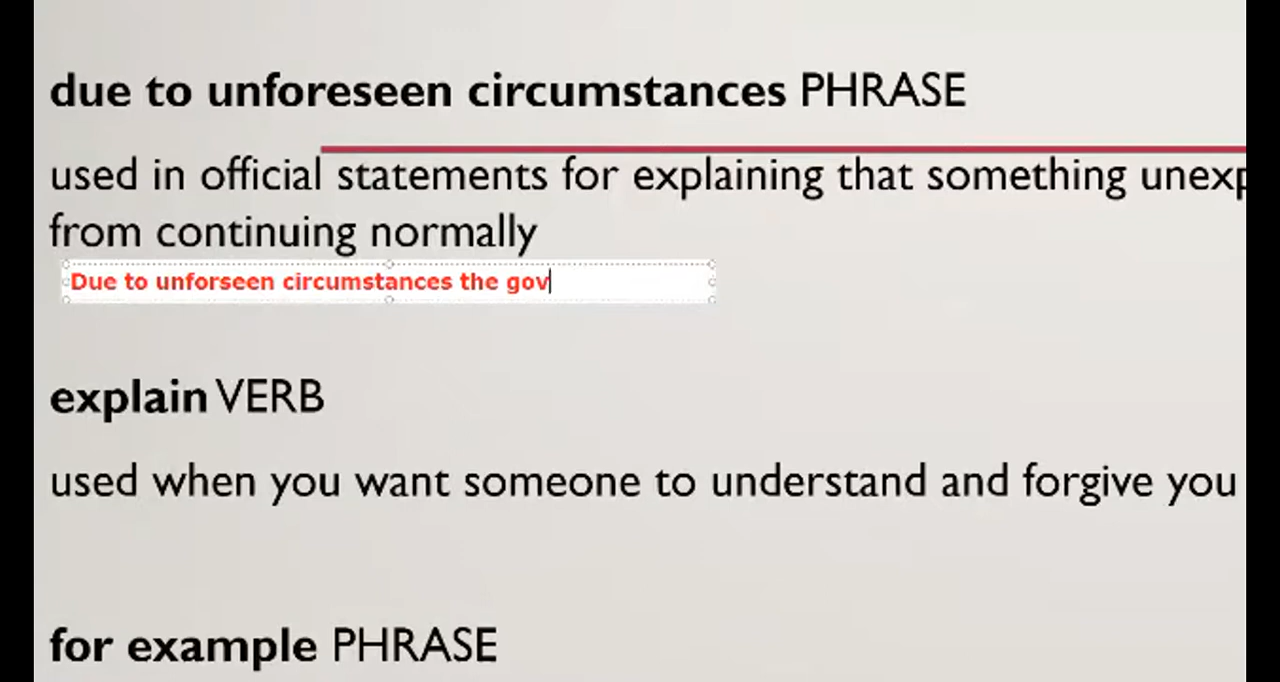 due to unforeseen circumstances PHRASE
used in official statements for explaining that something
from continuing normally
Due to unforseen circumstances the gov
explain VERB
used when you want someone to understand and forgive you
for example PHRASE